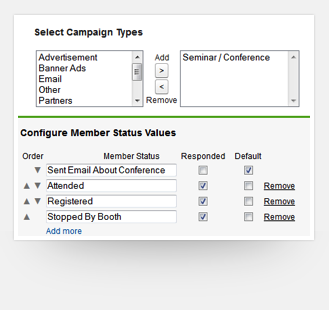 Select Campaign Types
Advertisement
Banner Ads
Email
Other
Partners
Add
>
<
Remove
Seminar / Conference
Configure Member Status Values
Order Member Status Responded Default
Sent Email About Conference
Attended Remove
Registered Remove
Stopped By Booth Remove
Add more